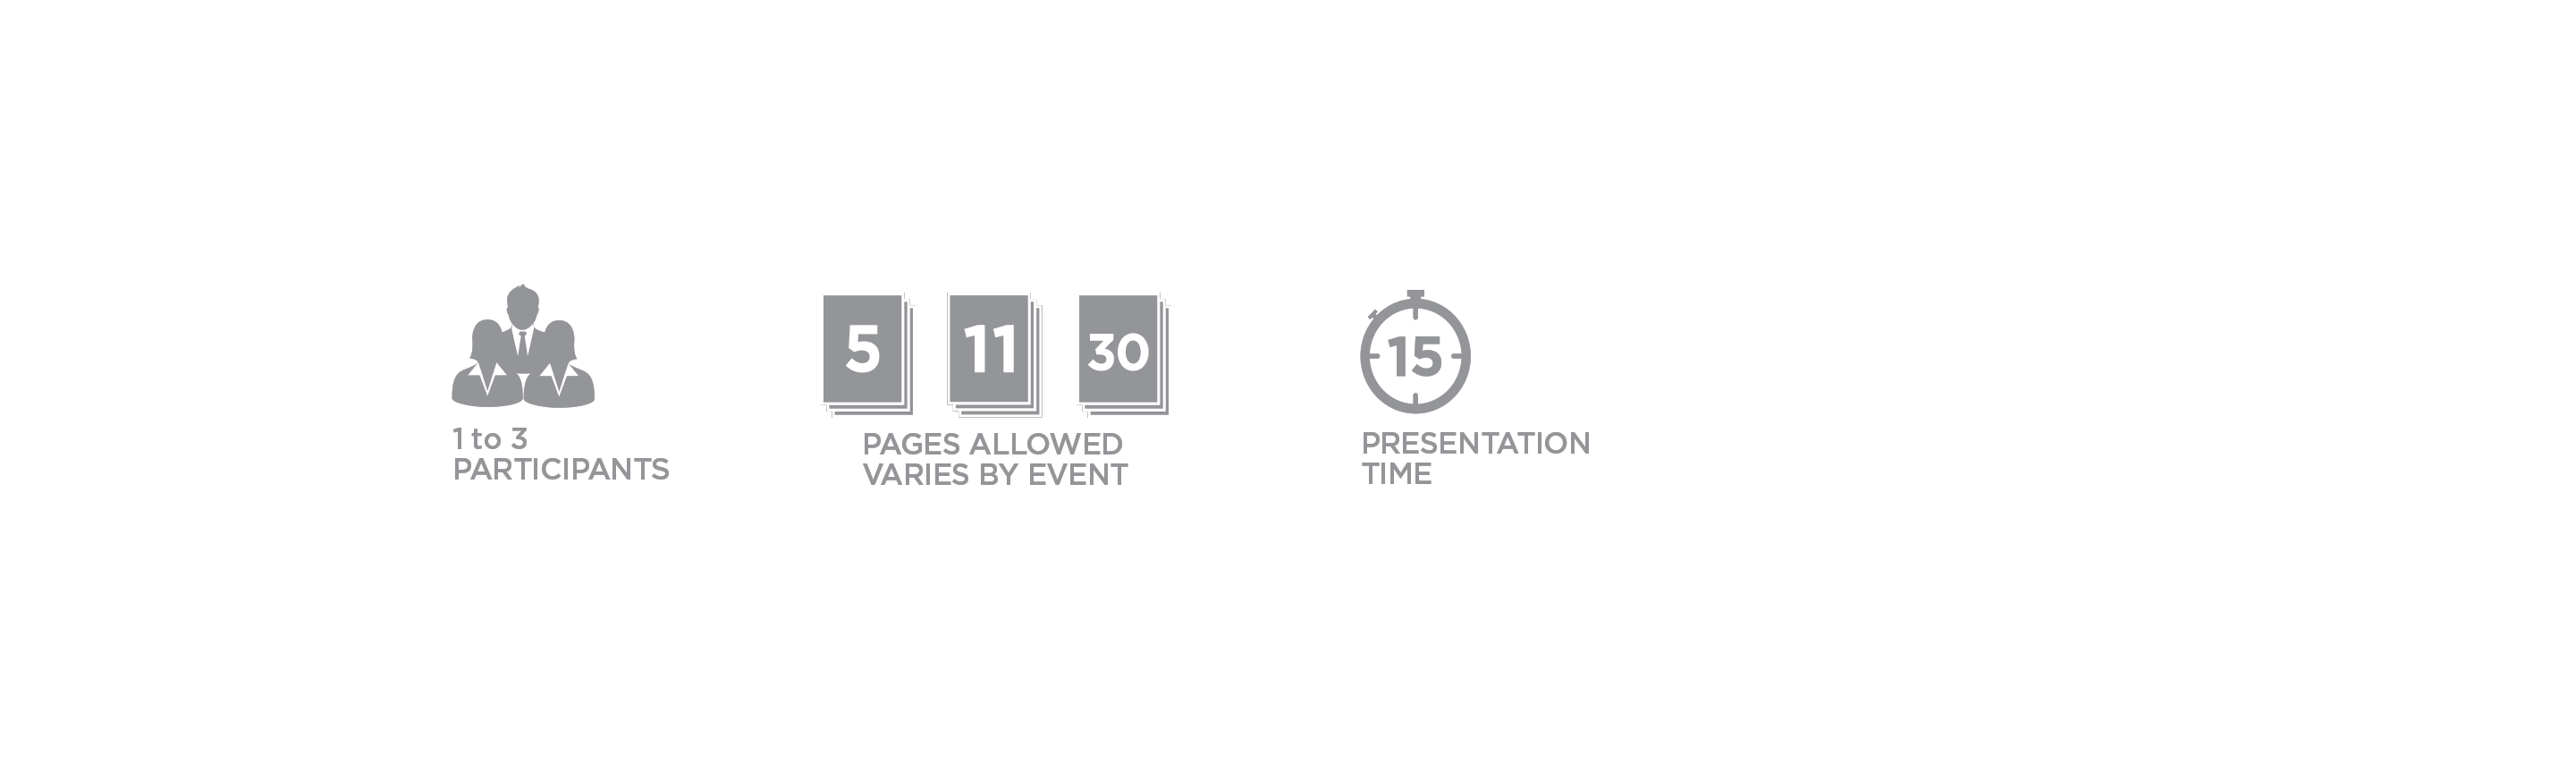 1 to 3
PARTICIPANTS
5
11
30
PAGES ALLOWED
VARIES BY EVENT
15
PRESENTATION
TIME